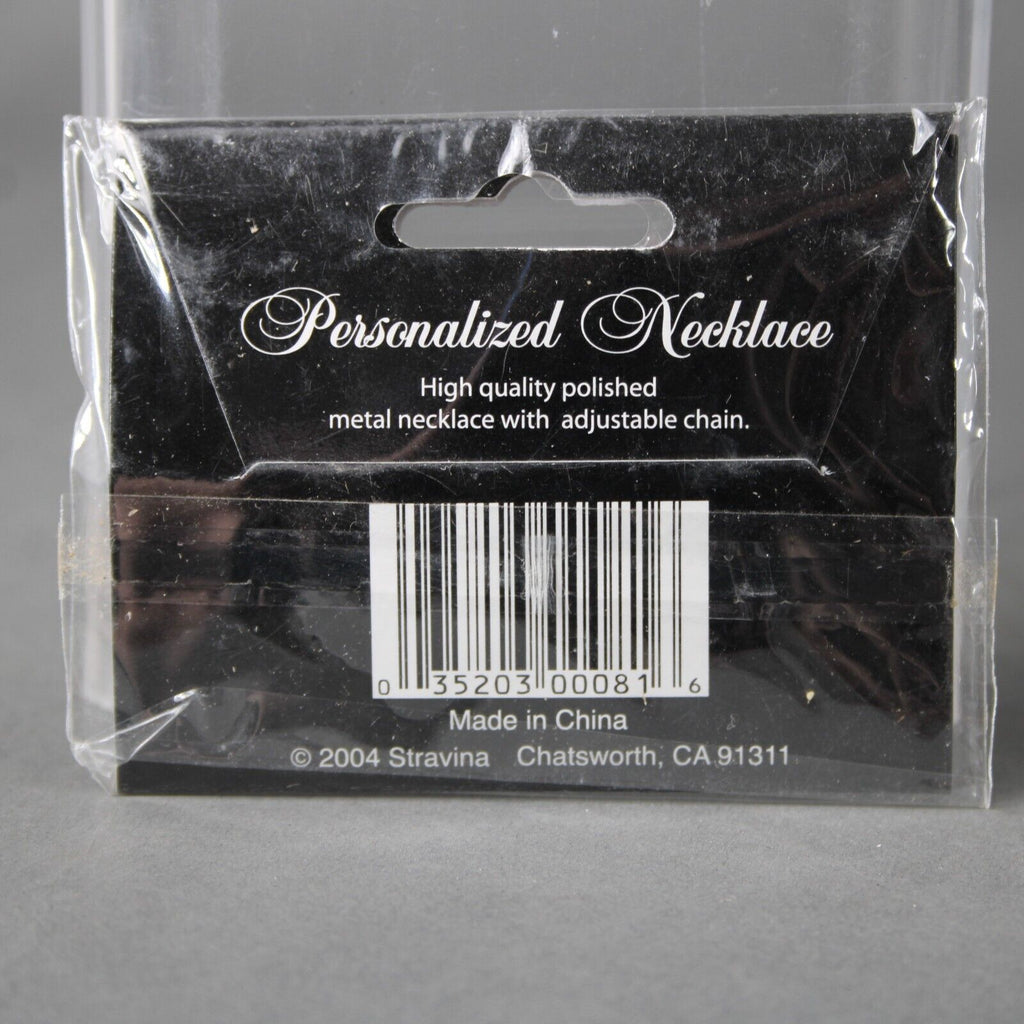 Personalized Necklace
High quality polished
metal necklace with adjustable chain.
0 35203 00081 6
Made in China
© 2004 Stravina Chatsworth, CA 91311